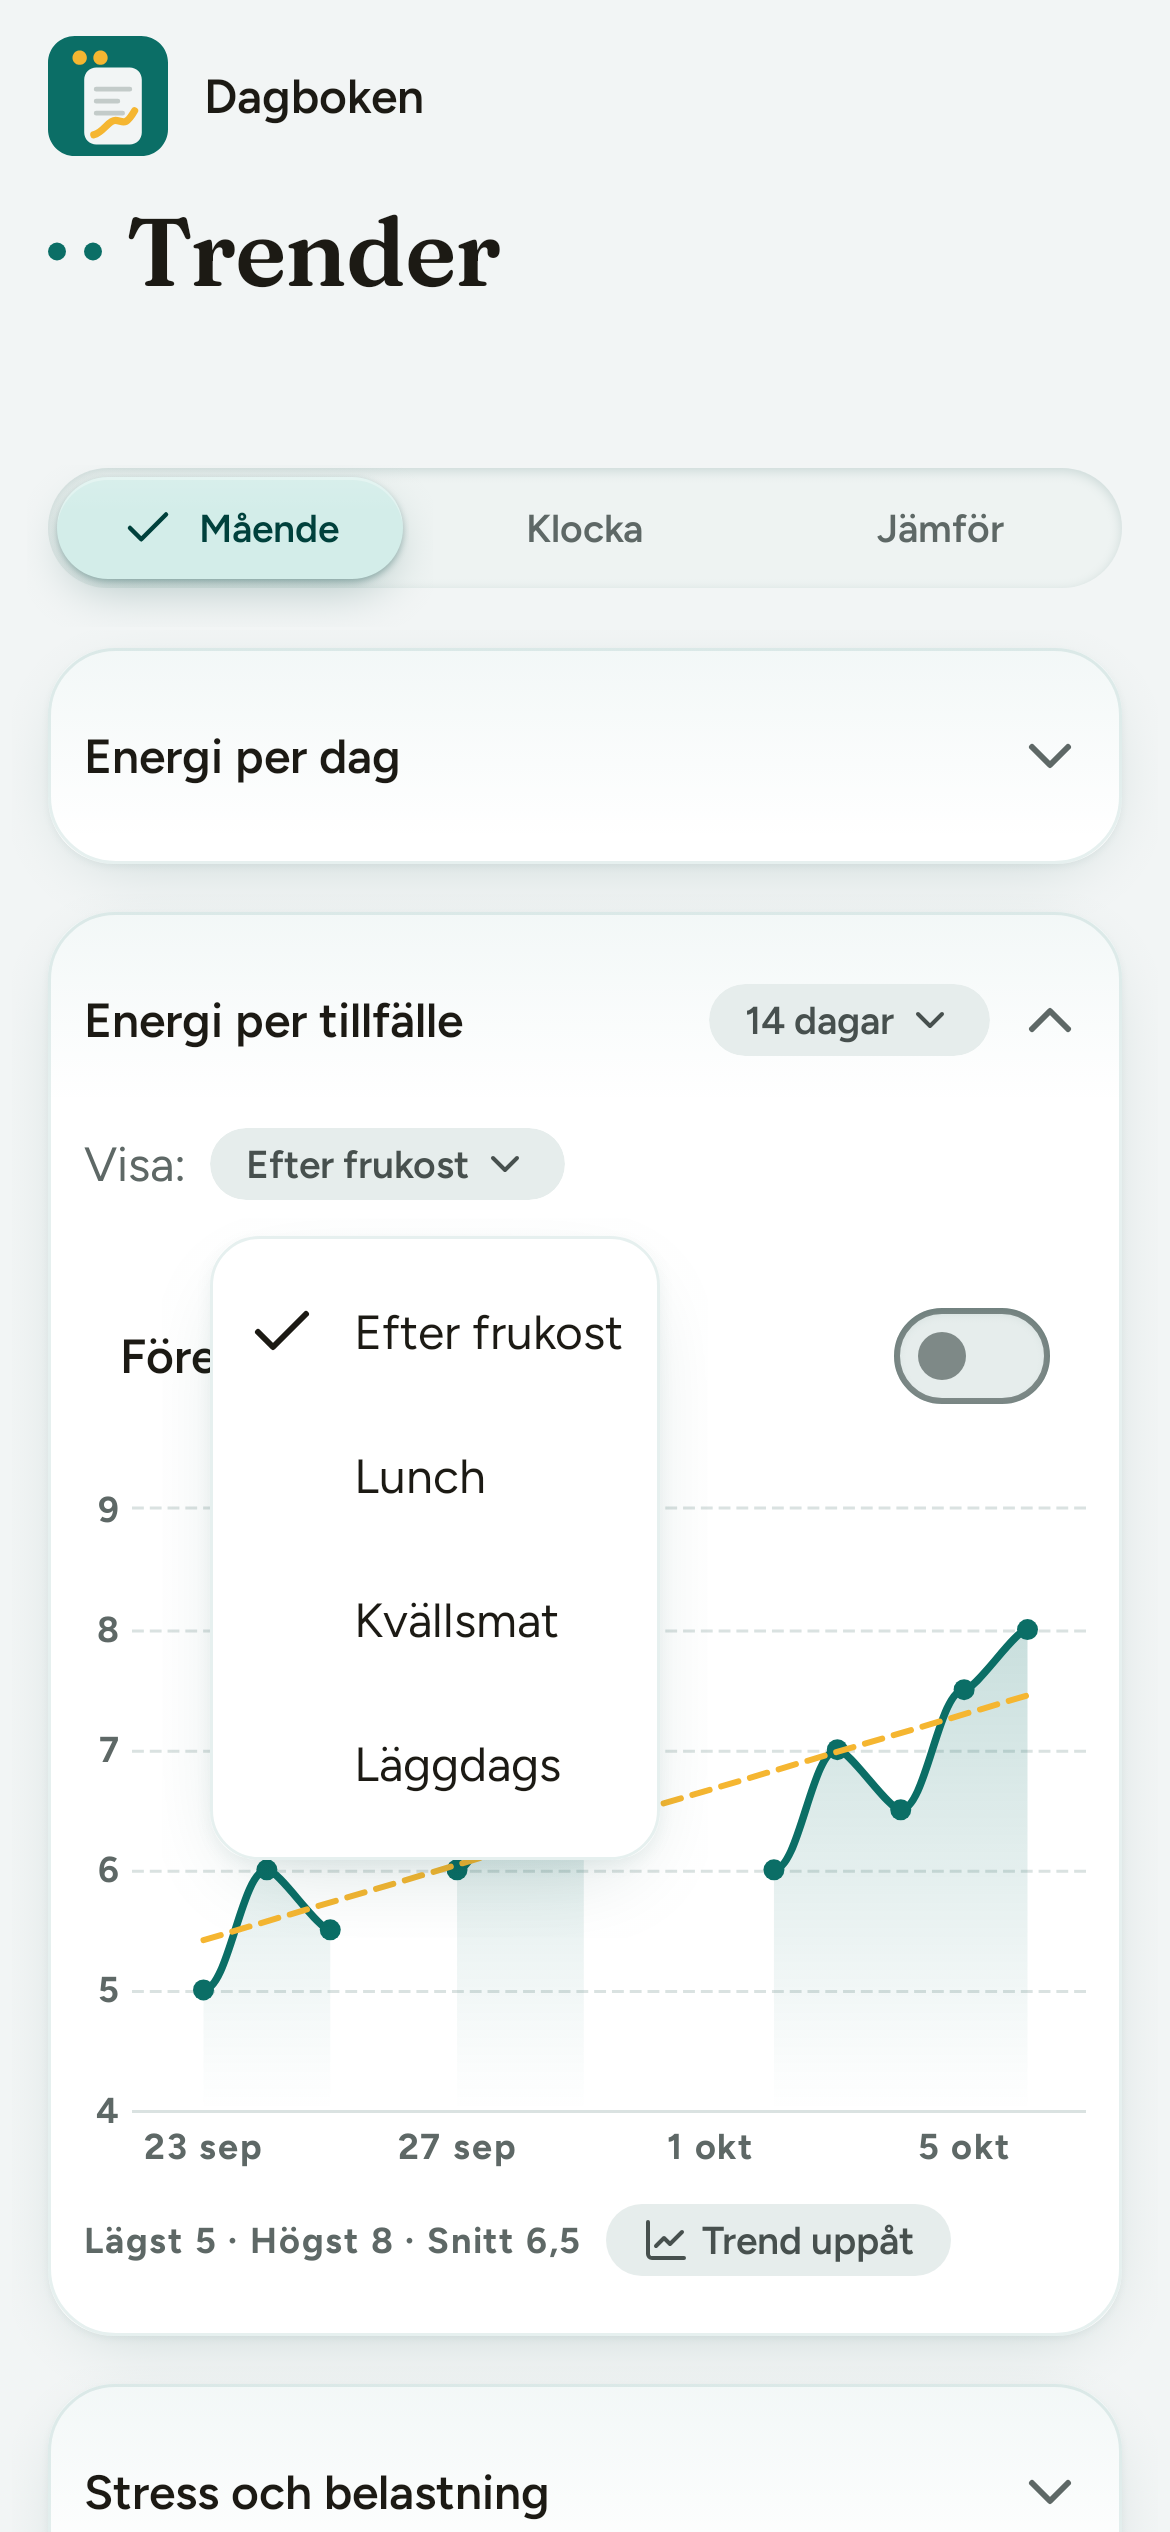 Dagboken
Trender
Mående
Klocka
Jämför
Energi per dag
Energi per tillfälle
14 dagar
Visa:
Efter frukost
Efter frukost
Lunch
Kvällsmat
Läggdags
9
8
7
6
5
4
23 sep
27 sep
1 okt
5 okt
Lägst 5 · Högst 8 · Snitt 6,5
Trend uppåt
Stress och belastning